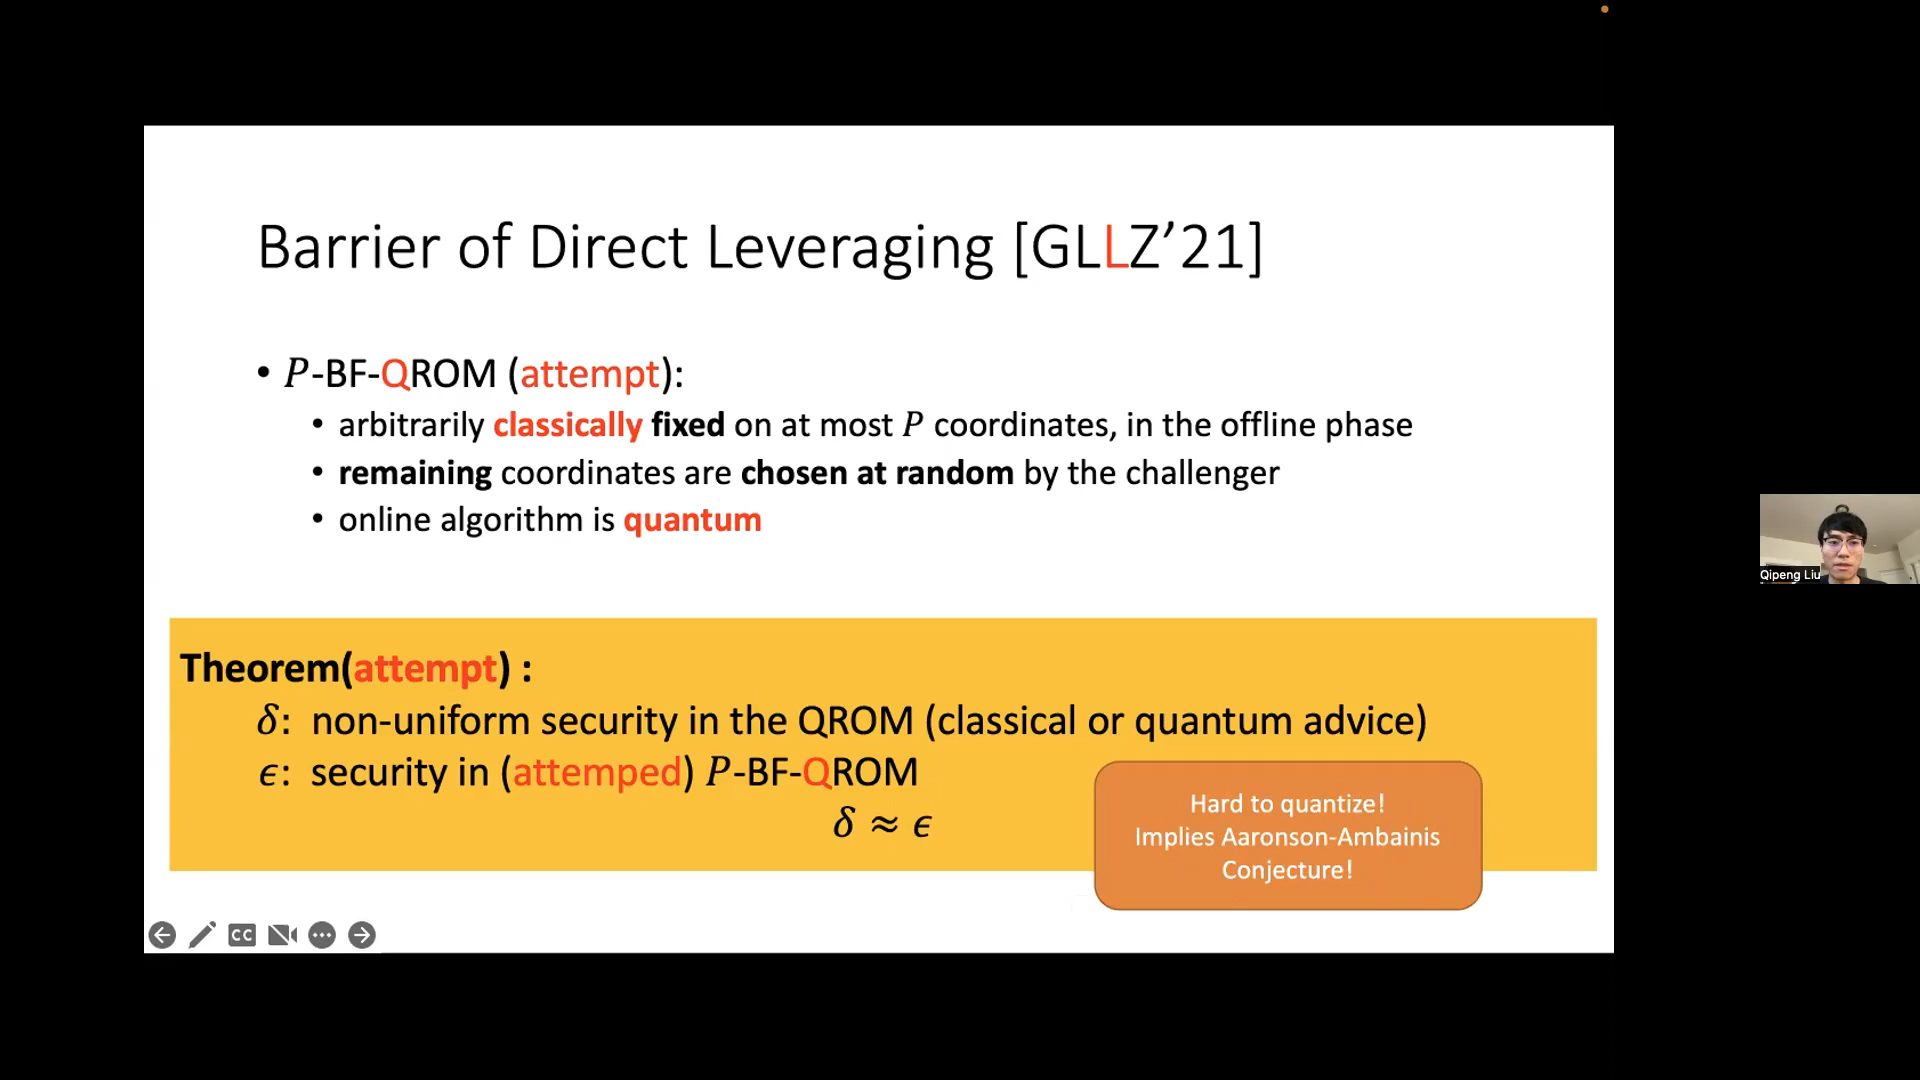 Barrier of Direct Leveraging [GLLZ’21]
• P-BF-QROM (attempt):
• arbitrarily classically fixed on at most P coordinates, in the offline phase
• remaining coordinates are chosen at random by the challenger
• online algorithm is quantum
Qipeng Liu
Theorem(attempt) :
δ: non-uniform security in the QROM (classical or quantum advice)
ϵ: security in (attemped) P-BF-QROM
δ ≈ ϵ
Hard to quantize!
Implies Aaronson-Ambainis
Conjecture!
CC